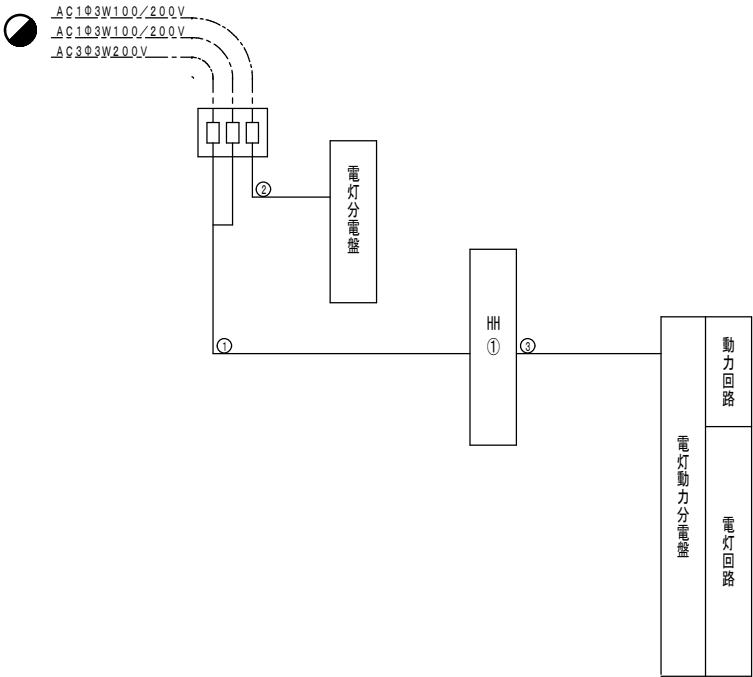 AC1Φ3W100/200V
AC1Φ3W100/200V
AC3Φ3W200V
②
電灯分電盤
HH
①
①
③
動力回路
電灯動力分電盤
電灯回路